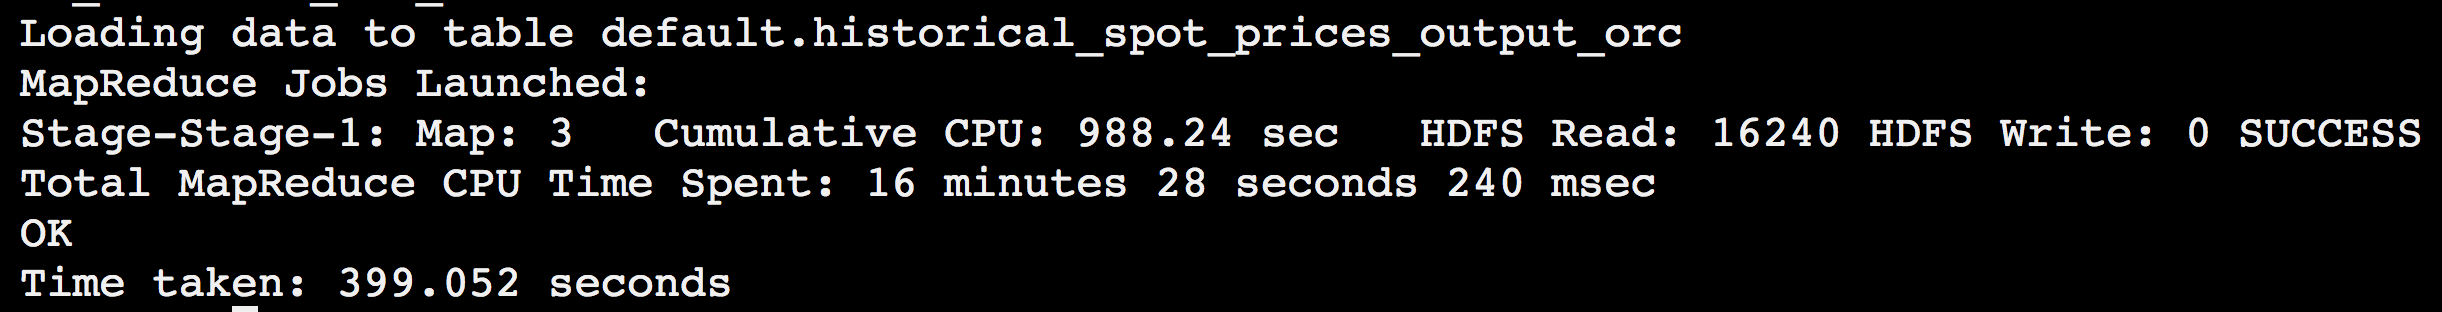 Loading data to table default.historical_spot_prices_output_orc
MapReduce Jobs Launched:
Stage-Stage-1: Map: 3   Cumulative CPU: 988.24 sec   HDFS Read: 16240 HDFS Write: 0 SUCCESS
Total MapReduce CPU Time Spent: 16 minutes 28 seconds 240 msec
OK
Time taken: 399.052 seconds